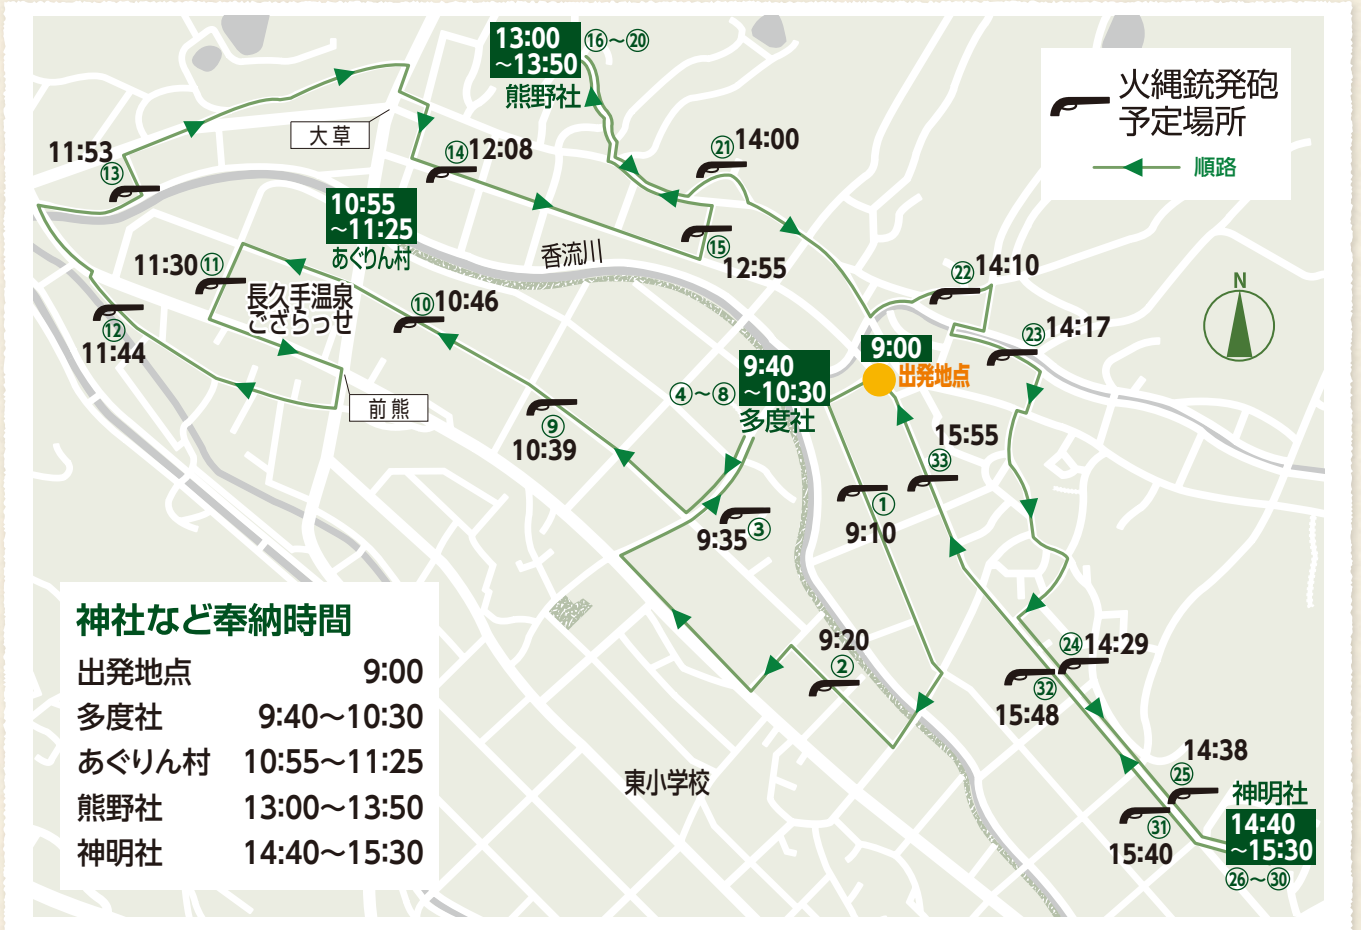 13:00
～13:50
⑯～⑳
熊野社
火縄銃発砲
予定場所
順路
大草
11:53
⑬
⑭12:08
㉑
14:00
10:55
～11:25
あぐりん村
香流川
⑮
12:55
11:30⑪
長久手温泉
ござらっせ
⑩10:46
⑫
11:44
㉒
14:10
N
㉓
14:17
9:00
出発地点
9:40
～10:30
④～⑧
多度社
前熊
⑨
10:39
15:55
㉝
①
9:10
9:35③
神社など奉納時間
出発地点 9:00
多度社 9:40～10:30
あぐりん村 10:55～11:25
熊野社 13:00～13:50
神明社 14:40～15:30
9:20
②
㉔14:29
㉜
15:48
東小学校
14:38
㉕
神明社
14:40
～15:30
㉖～㉚
㉛
15:40